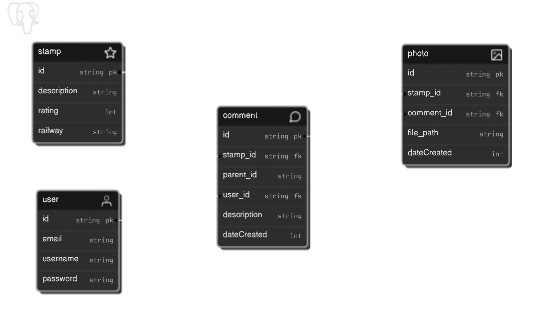 stamp
id string pk
description string
rating int
railway string
user
id string pk
email string
username string
password string
comment
id string pk
stamp_id string fk
parent_id string
user_id string fk
description string
dateCreated int
photo
id string pk
stamp_id string fk
comment_id string fk
file_path string
dateCreated int